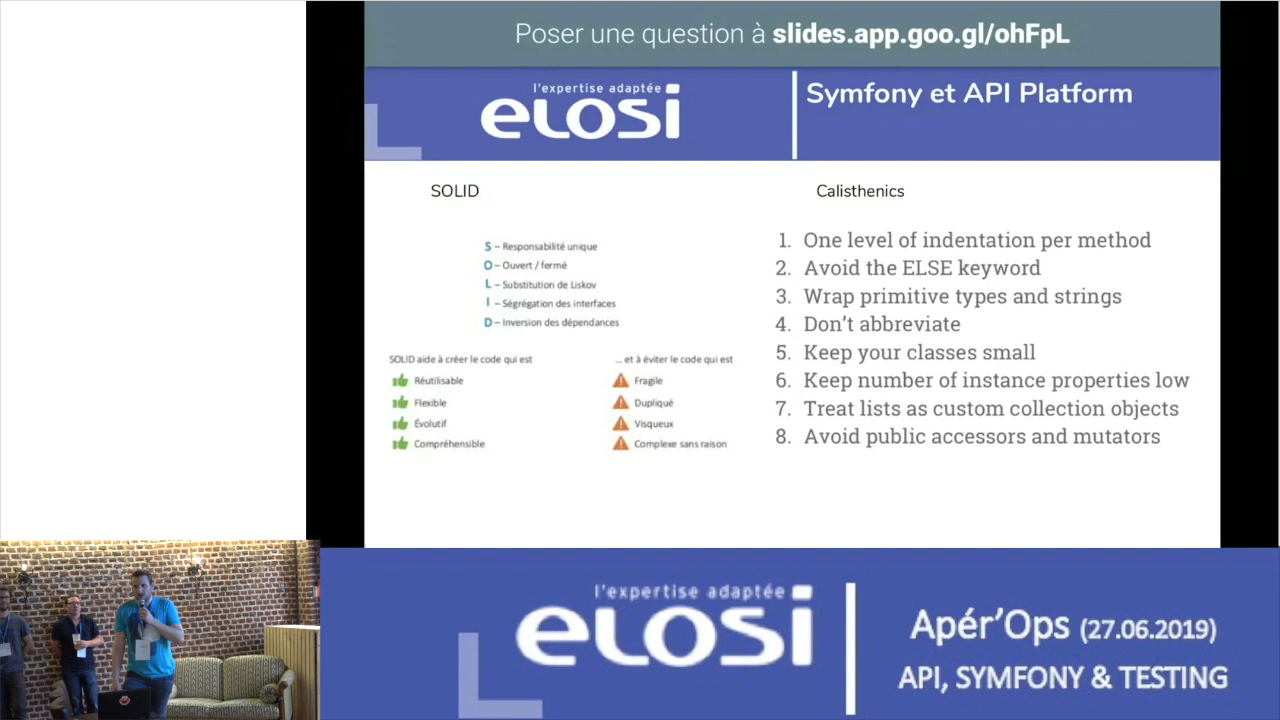 Poser une question à slides.app.goo.gl/ohFpL
l'expertise adaptée
eLOSi
Symfony et API Platform
SOLID
S – Responsabilité unique
O – Ouvert / fermé
L – Substitution de Liskov
I – Ségrégation des interfaces
D – Inversion des dépendances
SOLID aide à créer le code qui est
Réutilisable
Flexible
Évolutif
Compréhensible
... et à éviter le code qui est
Fragile
Dupliqué
Visqueux
Complexe sans raison
Calisthenics
1. One level of indentation per method
2. Avoid the ELSE keyword
3. Wrap primitive types and strings
4. Don’t abbreviate
5. Keep your classes small
6. Keep number of instance properties low
7. Treat lists as custom collection objects
8. Avoid public accessors and mutators
l'expertise adaptée
eLOSi
Apér’Ops (27.06.2019)
API, SYMFONY & TESTING